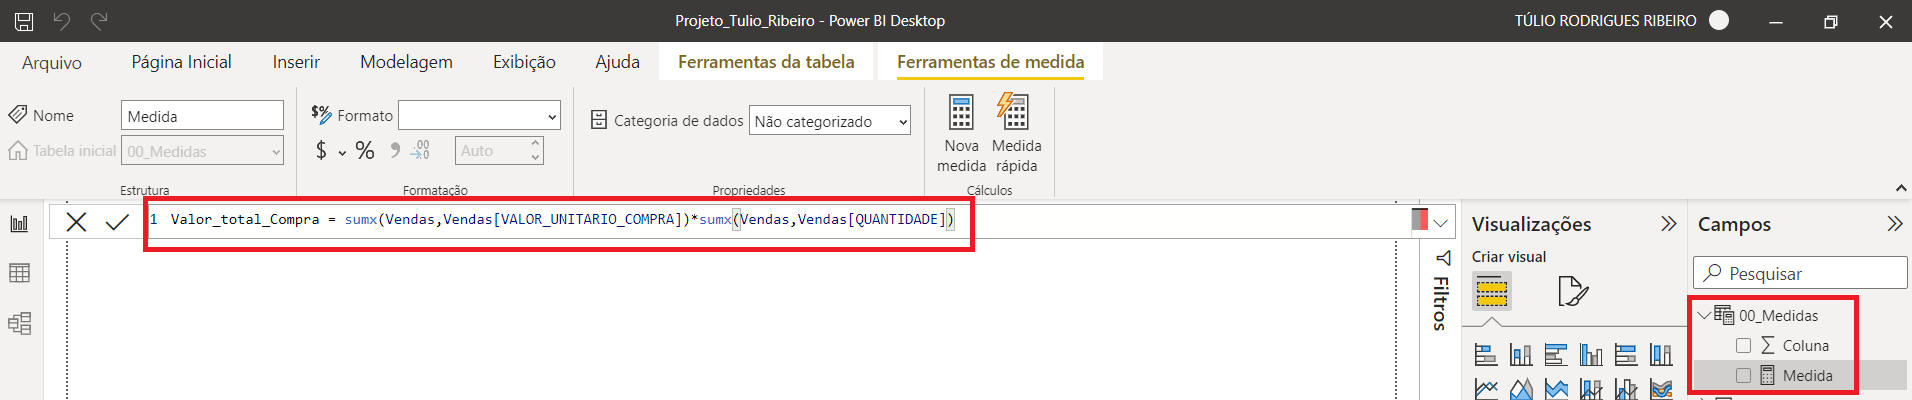 Projeto_Tulio_Ribeiro - Power BI Desktop
TÚLIO RODRIGUES RIBEIRO
Arquivo
Página Inicial
Inserir
Modelagem
Exibição
Ajuda
Ferramentas da tabela
Ferramentas de medida
Nome
Medida
Tabela inicial
00_Medidas
Estrutura
Formato
$ %
Auto
Formatação
Categoria de dados
Não categorizado
Propriedades
Nova medida
Medida rápida
Cálculos
1 Valor_total_Compra = sumx(Vendas,Vendas[VALOR_UNITARIO_COMPRA])*sumx(Vendas,Vendas[QUANTIDADE])
Filtros
Visualizações
Criar visual
Campos
Pesquisar
00_Medidas
Coluna
Medida